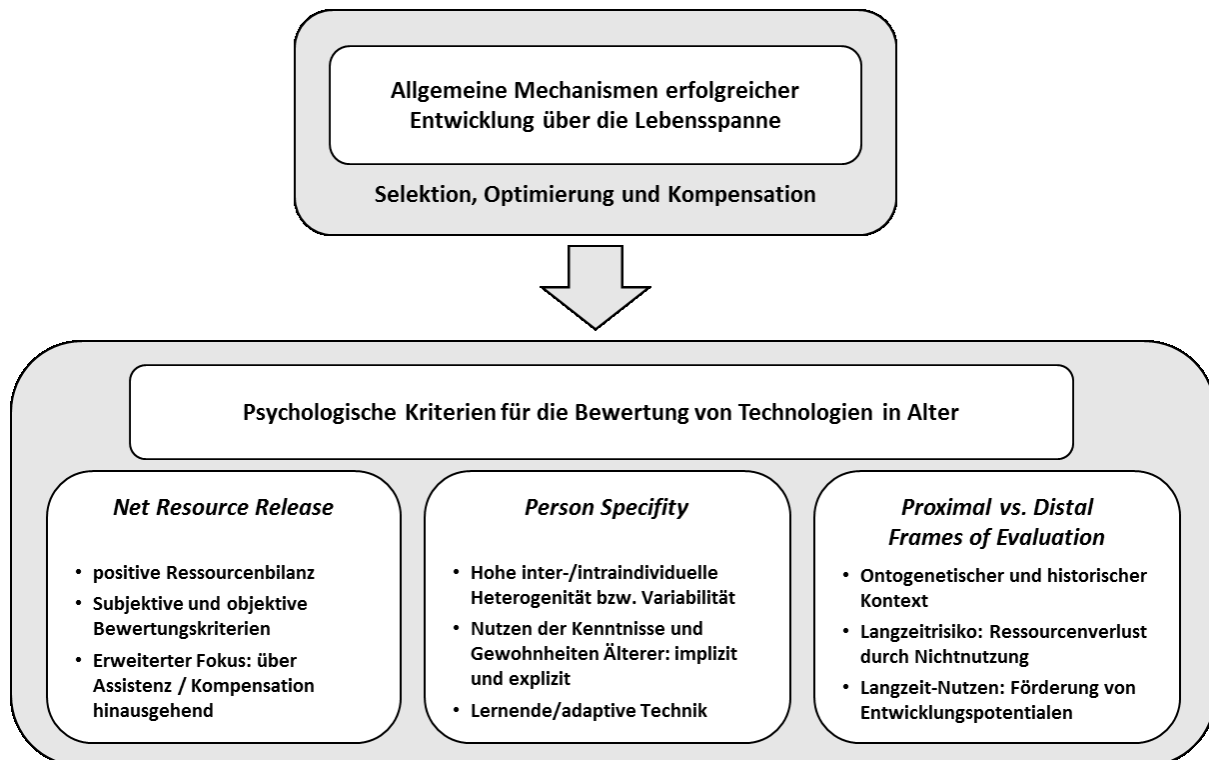 Allgemeine Mechanismen erfolgreicher
Entwicklung über die Lebensspanne
Selektion, Optimierung und Kompensation
Psychologische Kriterien für die Bewertung von Technologien in Alter
Net Resource Release
• positive Ressourcenbilanz
• Subjektive und objektive
Bewertungskriterien
• Erweiterter Fokus: über
Assistenz / Kompensation
hinausgehend
Person Specifity
• Hohe inter-/intraindividuelle
Heterogenität bzw. Variabilität
• Nutzen der Kenntnisse und
Gewohnheiten Älterer: implizit
und explizit
• Lernende/adaptive Technik
Proximal vs. Distal
Frames of Evaluation
• Ontogenetischer und historischer
Kontext
• Langzeitrisiko: Ressourcenverlust
durch Nichtnutzung
• Langzeit-Nutzen: Förderung von
Entwicklungspotentialen